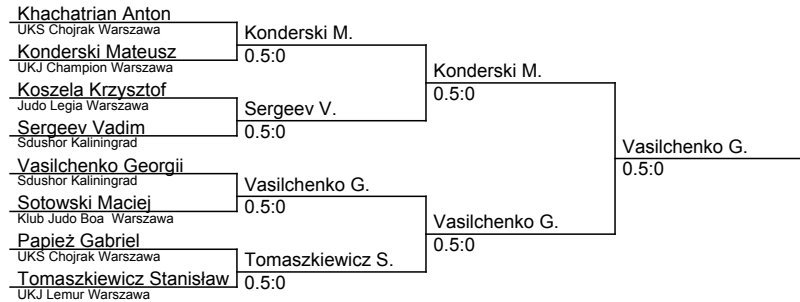 Khachatrian Anton
UKS Chojrak Warszawa
Konderski M.
Konderski Mateusz
0.5:0
UKJ Champion Warszawa
Konderski M.
Koszela Krzysztof
0.5:0
Judo Legia Warszawa
Sergeev V.
Sergeev Vadim
0.5:0
Sdushor Kaliningrad
Vasilchenko G.
Vasilchenko Georgii
0.5:0
Sdushor Kaliningrad
Vasilchenko G.
Sotowski Maciej
0.5:0
Klub Judo Boa Warszawa
Vasilchenko G.
Papież Gabriel
0.5:0
UKS Chojrak Warszawa
Tomaszkiewicz S.
Tomaszkiewicz Stanisław
0.5:0
UKJ Lemur Warszawa